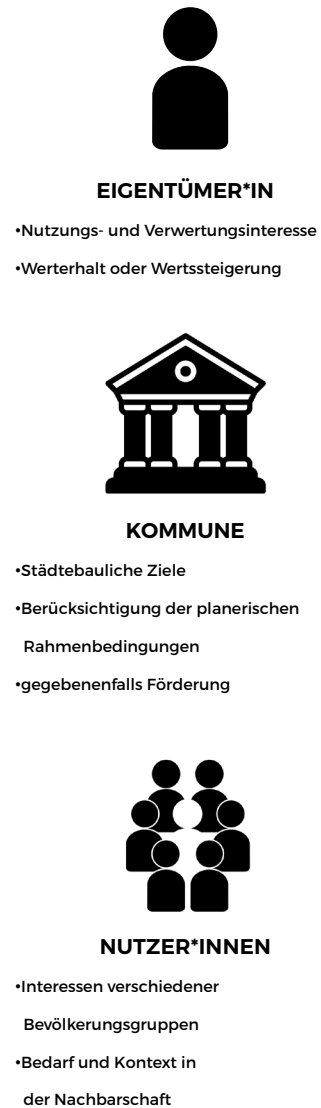 EIGENTÜMER*IN
•Nutzungs- und Verwertungsinteresse
•Werterhalt oder Wertssteigerung
KOMMUNE
•Städtebauliche Ziele
•Berücksichtigung der planerischen
Rahmenbedingungen
•gegebenenfalls Förderung
NUTZER*INNEN
•Interessen verschiedener
Bevölkerungsgruppen
•Bedarf und Kontext in
der Nachbarschaft